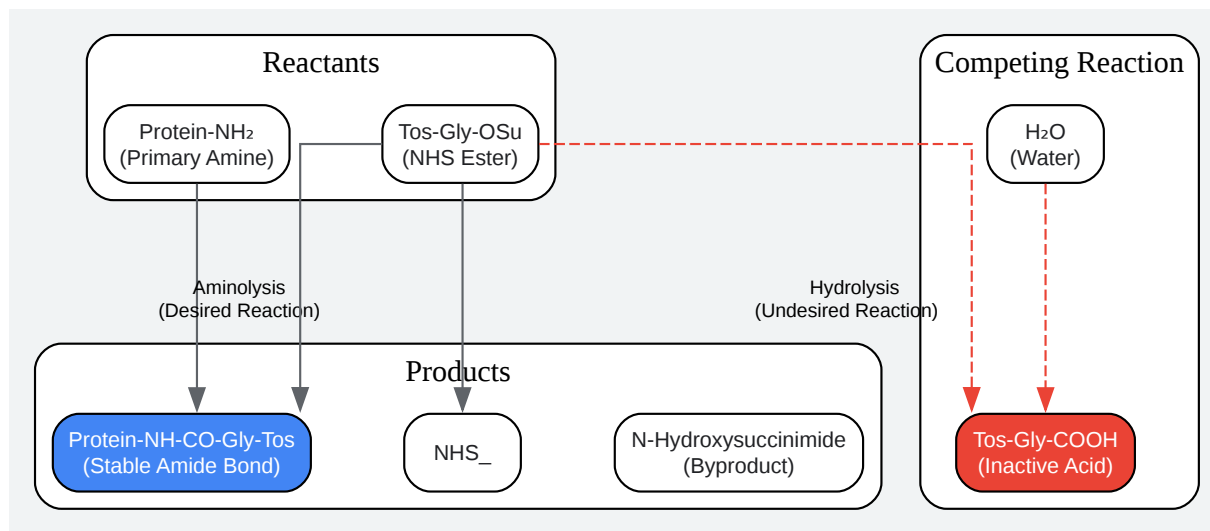 Reactants
Competing Reaction
Protein-NH₂
(Primary Amine)
Tos-Gly-OSu
(NHS Ester)
H₂O
(Water)
Aminolysis
(Desired Reaction)
Hydrolysis
(Undesired Reaction)
Products
Protein-NH-CO-Gly-Tos
(Stable Amide Bond)
NHS_
N-Hydroxysuccinimide
(Byproduct)
Tos-Gly-COOH
(Inactive Acid)